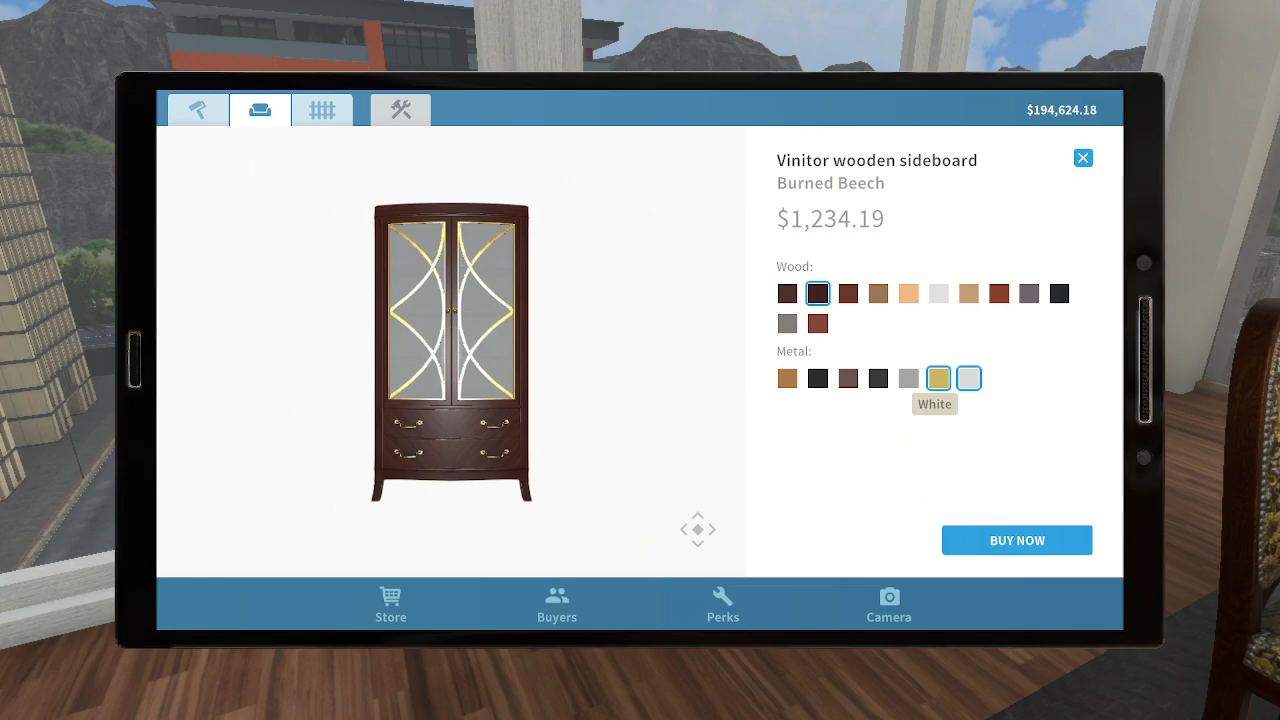 $194,624.18
Vinitor wooden sideboard
Burned Beech
$1,234.19
Wood:
Metal:
White
BUY NOW
Store
Buyers
Perks
Camera